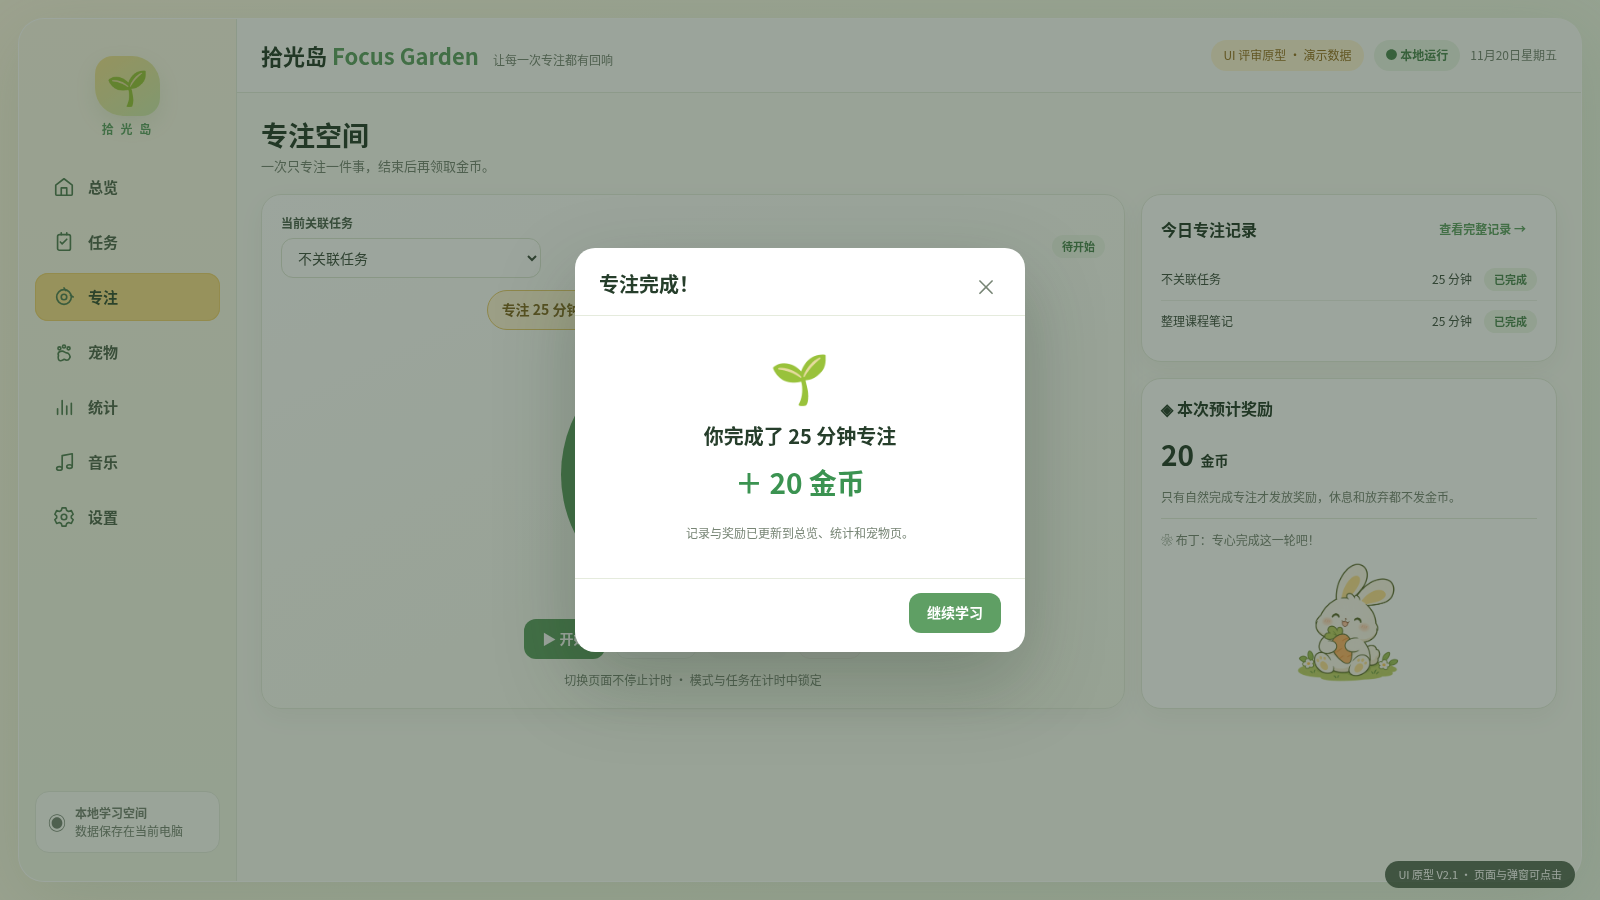 拾光岛
总览
任务
专注
宠物
统计
音乐
设置
本地学习空间
数据保存在当前电脑
拾光岛 Focus Garden 让每一次专注都有回响
UI 评审原型 · 演示数据
本地运行
11月20日星期五
专注空间
一次只专注一件事，结束后再领取金币。
当前关联任务
不关联任务
待开始
专注 25 分钟
▶ 开
切换页面不停止计时 · 模式与任务在计时中锁定
专注完成！
你完成了 25 分钟专注
＋ 20 金币
记录与奖励已更新到总览、统计和宠物页。
继续学习
今日专注记录
查看完整记录 →
不关联任务 25 分钟 已完成
整理课程笔记 25 分钟 已完成
◈ 本次预计奖励
20 金币
只有自然完成专注才发放奖励，休息和放弃都不发金币。
布丁：专心完成这一轮吧！
UI 原型 V2.1 · 页面与弹窗可点击